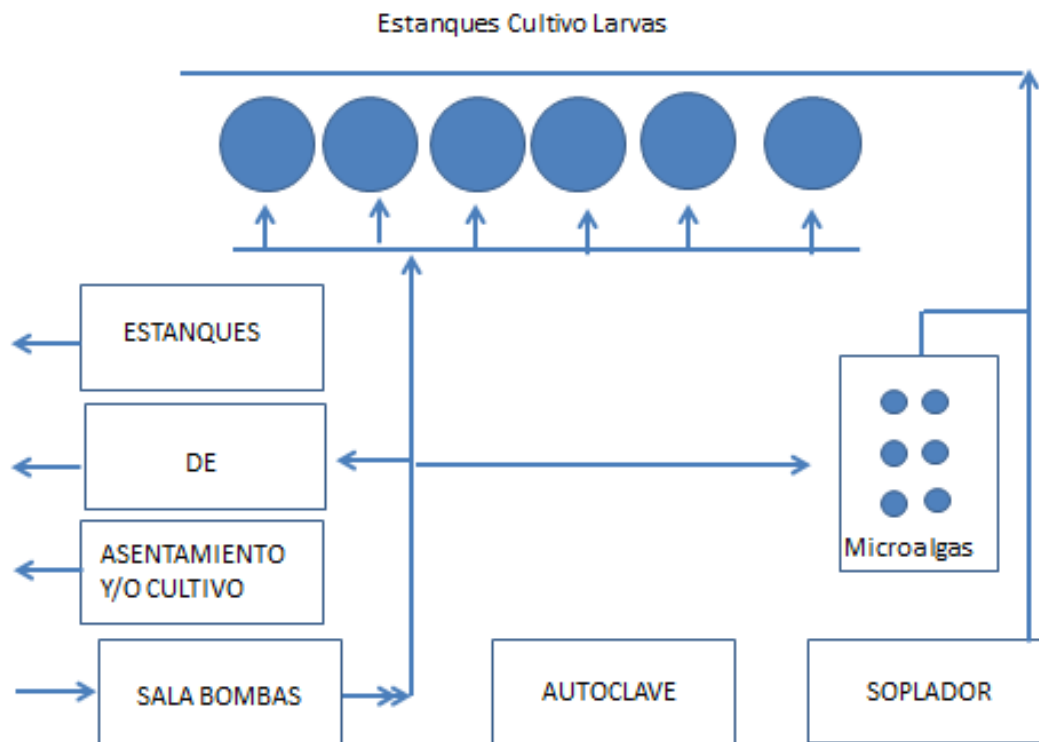 Estanques Cultivo Larvas
ESTANQUES
DE
ASENTAMIENTO
Y/O CULTIVO
Microalgas
SALA BOMBAS
AUTOCLAVE
SOPLADOR